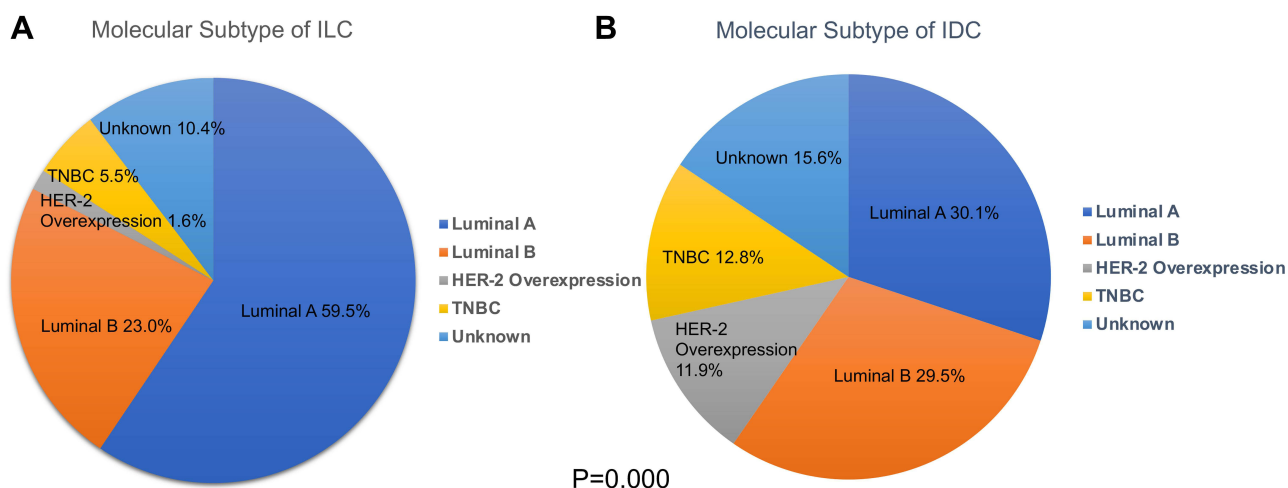 A
Molecular Subtype of ILC
Unknown 10.4%
TNBC 5.5%
HER-2
Overexpression 1.6%
Luminal A 59.5%
Luminal B 23.0%
Luminal A
Luminal B
HER-2 Overexpression
TNBC
Unknown
B
Molecular Subtype of IDC
Unknown 15.6%
Luminal A 30.1%
TNBC 12.8%
HER-2
Overexpression
11.9%
Luminal B 29.5%
Luminal A
Luminal B
HER-2 Overexpression
TNBC
Unknown
P=0.000